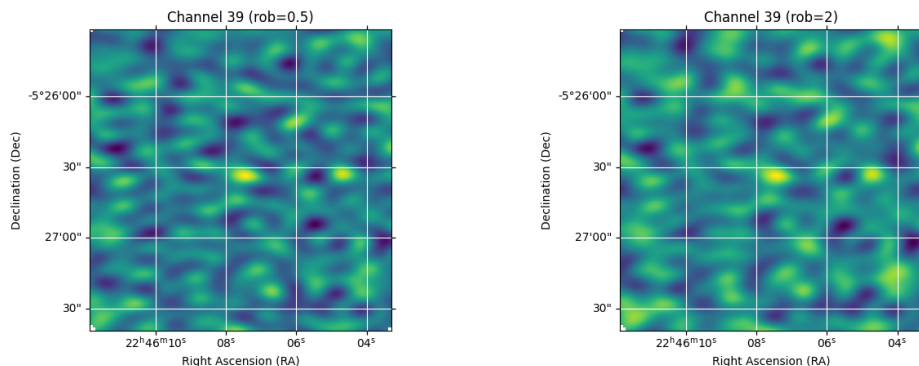 Channel 39 (rob=0.5)
-5°26'00"
30"
27'00"
30"
22ʰ46ᵐ10ˢ
08ˢ
06ˢ
04ˢ
Right Ascension (RA)
Declination (Dec)
Channel 39 (rob=2)
-5°26'00"
30"
27'00"
30"
22ʰ46ᵐ10ˢ
08ˢ
06ˢ
04ˢ
Right Ascension (RA)
Declination (Dec)